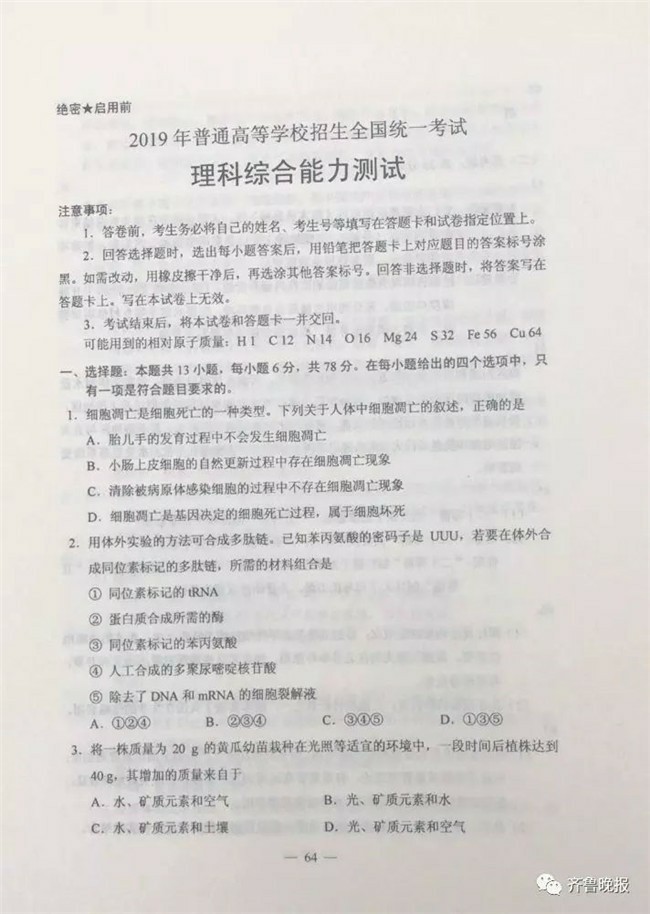 绝密★启用前
2019 年普通高等学校招生全国统一考试
理科综合能力测试
注意事项：
1．答卷前，考生务必将自己的姓名、考生号等填写在答题卡和试卷指定位置上。
2．回答选择题时，选出每小题答案后，用铅笔把答题卡上对应题目的答案标号涂
黑。如需改动，用橡皮擦干净后，再选涂其他答案标号。回答非选择题时，将答案写在
答题卡上。写在本试卷上无效。
3．考试结束后，将本试卷和答题卡一并交回。
可能用到的相对原子质量：H 1 C 12 N 14 O 16 Mg 24 S 32 Fe 56 Cu 64
一、选择题：本题共 13 小题，每小题 6 分，共 78 分。在每小题给出的四个选项中，只
有一项是符合题目要求的。
1．细胞凋亡是细胞死亡的一种类型。下列关于人体中细胞凋亡的叙述，正确的是
A．胎儿手的发育过程中不会发生细胞凋亡
B．小肠上皮细胞的自然更新过程中存在细胞凋亡现象
C．清除被病原体感染细胞的过程中不存在细胞凋亡现象
D．细胞凋亡是基因决定的细胞死亡过程，属于细胞坏死
2．用体外实验的方法可合成多肽链。已知苯丙氨酸的密码子是 UUU，若要在体外合
成同位素标记的多肽链，所需的材料组合是
① 同位素标记的 tRNA
② 蛋白质合成所需的酶
③ 同位素标记的苯丙氨酸
④ 人工合成的多聚尿嘧啶核苷酸
⑤ 除去了 DNA 和 mRNA 的细胞裂解液
A．①②④ B．②③④ C．③④⑤ D．①③⑤
3．将一株质量为 20 g 的黄瓜幼苗栽种在光照等适宜的环境中，一段时间后植株达到
40 g，其增加的质量来自于
A．水、矿质元素和空气 B．光、矿质元素和水
C．水、矿质元素和土壤 D．光、矿质元素和空气
— 64 —
齐鲁晚报